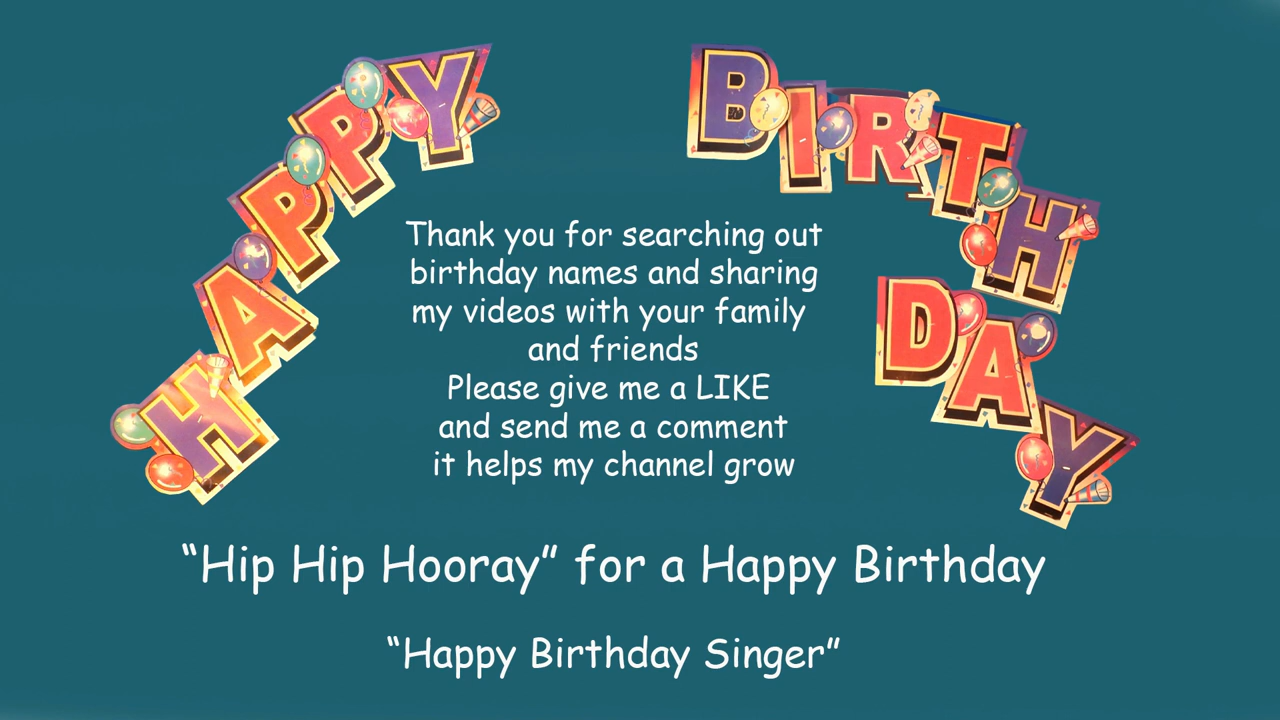 HAPPY BIRTH
DAY
Thank you for searching out
birthday names and sharing
my videos with your family
and friends
Please give me a LIKE
and send me a comment
it helps my channel grow
“Hip Hip Hooray” for a Happy Birthday
“Happy Birthday Singer”